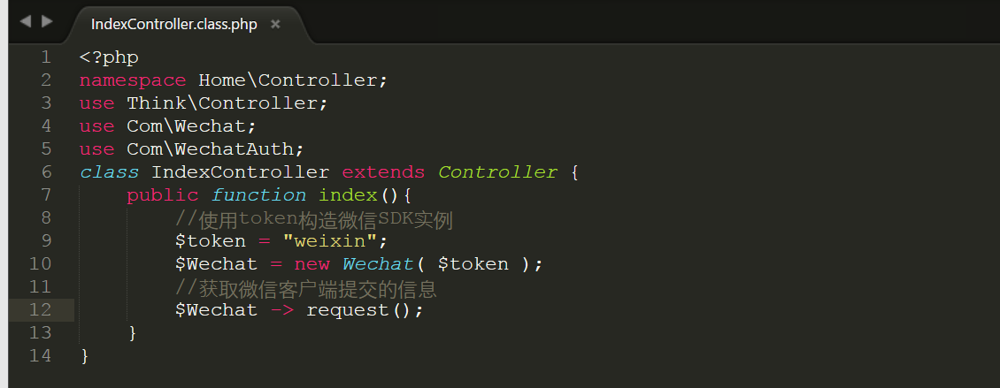 IndexController.class.php ×
1 <?php
2 namespace Home\Controller;
3 use Think\Controller;
4 use Com\Wechat;
5 use Com\WechatAuth;
6 class IndexController extends Controller {
7     public function index(){
8         //使用token构造微信SDK实例
9         $token = "weixin";
10         $Wechat = new Wechat( $token );
11         //获取微信客户端提交的信息
12         $Wechat -> request();
13     }
14 }